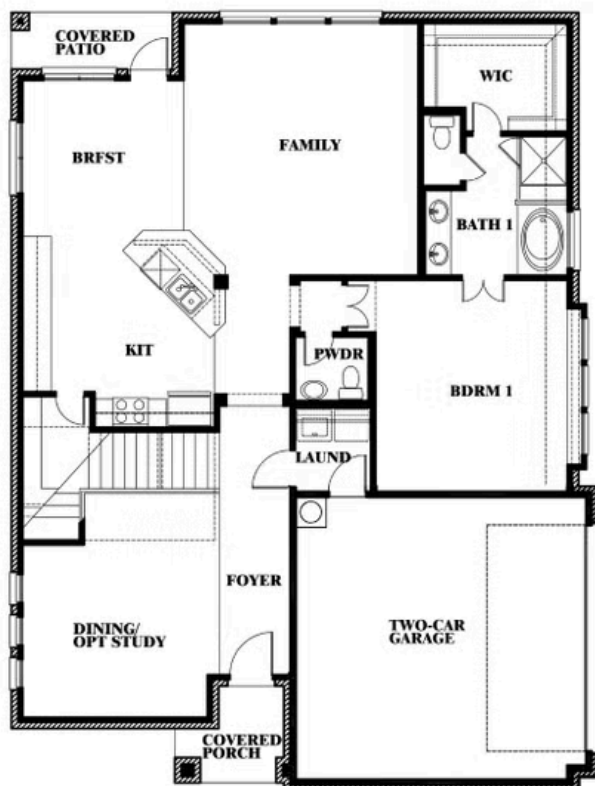 COVERED
PATIO
WIC
BRFST
FAMILY
BATH 1
KIT
PWDR
BDRM 1
LAUND
FOYER
DINING/
OPT STUDY
TWO-CAR
GARAGE
COVERED
PORCH